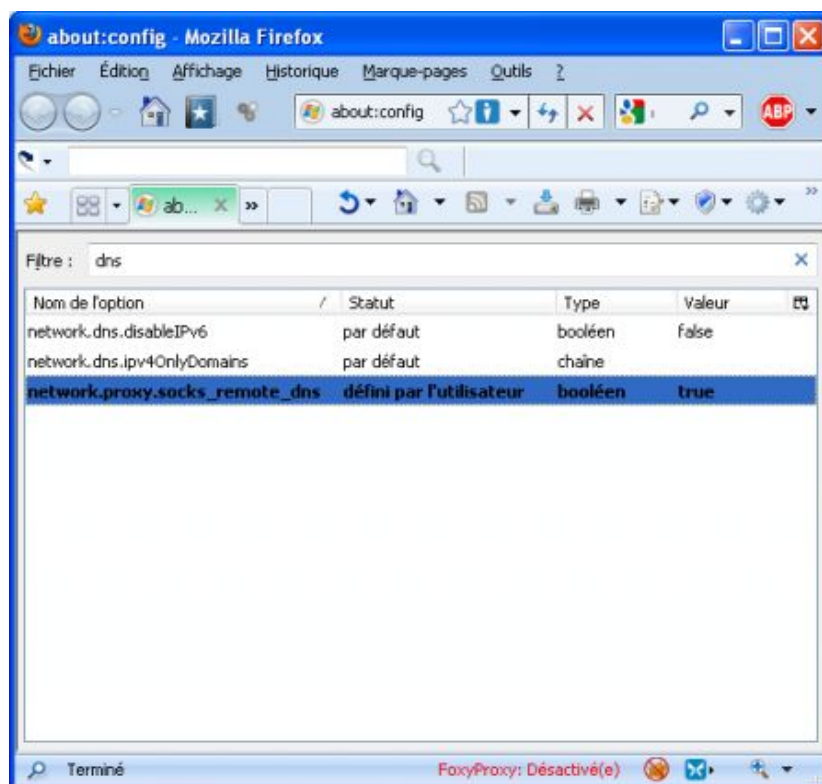 about:config - Mozilla Firefox
Fichier Édition Affichage Historique Marque-pages Outils ?
about:config ABP
ab... »
Filtre : dns
Nom de l'option / Statut Type Valeur
network.dns.disableIPv6 par défaut booléen false
network.dns.ipv4OnlyDomains par défaut chaîne
network.proxy.socks_remote_dns défini par l'utilisateur booléen true
Terminé FoxyProxy: Désactivé(e)